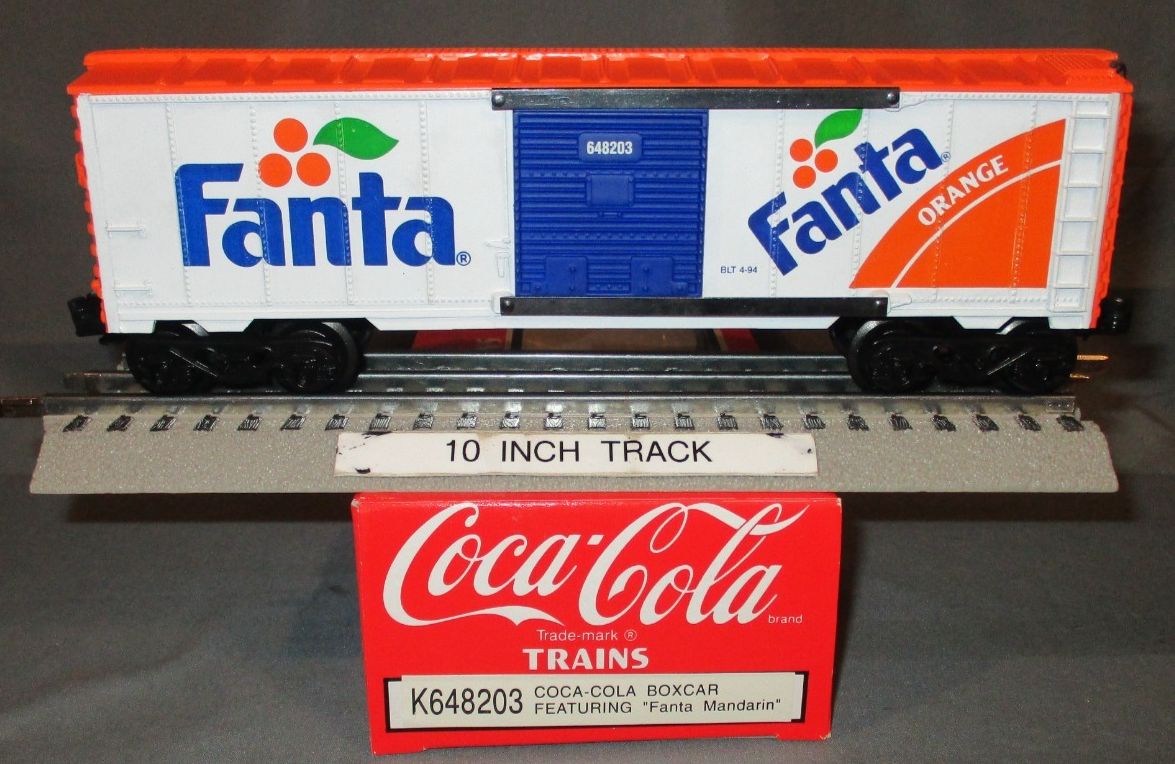 Fanta®
648203
BLT 4-94
Fanta®
ORANGE
10 INCH TRACK
Coca-Cola
brand
Trade-mark ®
TRAINS
K648203 COCA-COLA BOXCAR
FEATURING "Fanta Mandarin"